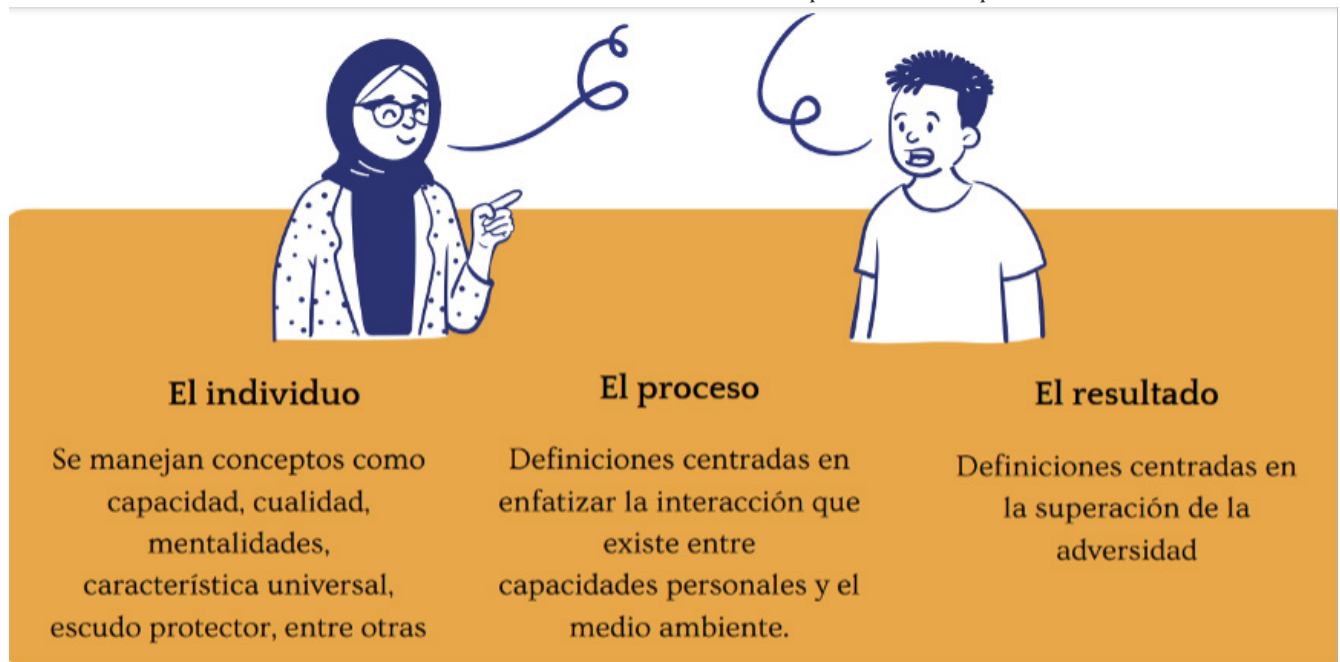 El individuo
Se manejan conceptos como
capacidad, cualidad,
mentalidades,
característica universal,
escudo protector, entre otras
El proceso
Definiciones centradas en
enfatizar la interacción que
existe entre
capacidades personales y el
medio ambiente.
El resultado
Definiciones centradas en
la superación de la
adversidad